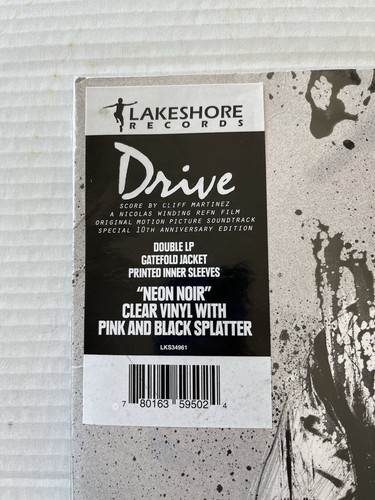 LAKESHORE
RECORDS
Drive
SCORE BY CLIFF MARTINEZ
A NICOLAS WINDING REFN FILM
ORIGINAL MOTION PICTURE SOUNDTRACK
SPECIAL 10TH ANNIVERSARY EDITION
DOUBLE LP
GATEFOLD JACKET
PRINTED INNER SLEEVES
"NEON NOIR"
CLEAR VINYL WITH
PINK AND BLACK SPLATTER
LKS34961
7 80163 59502 4